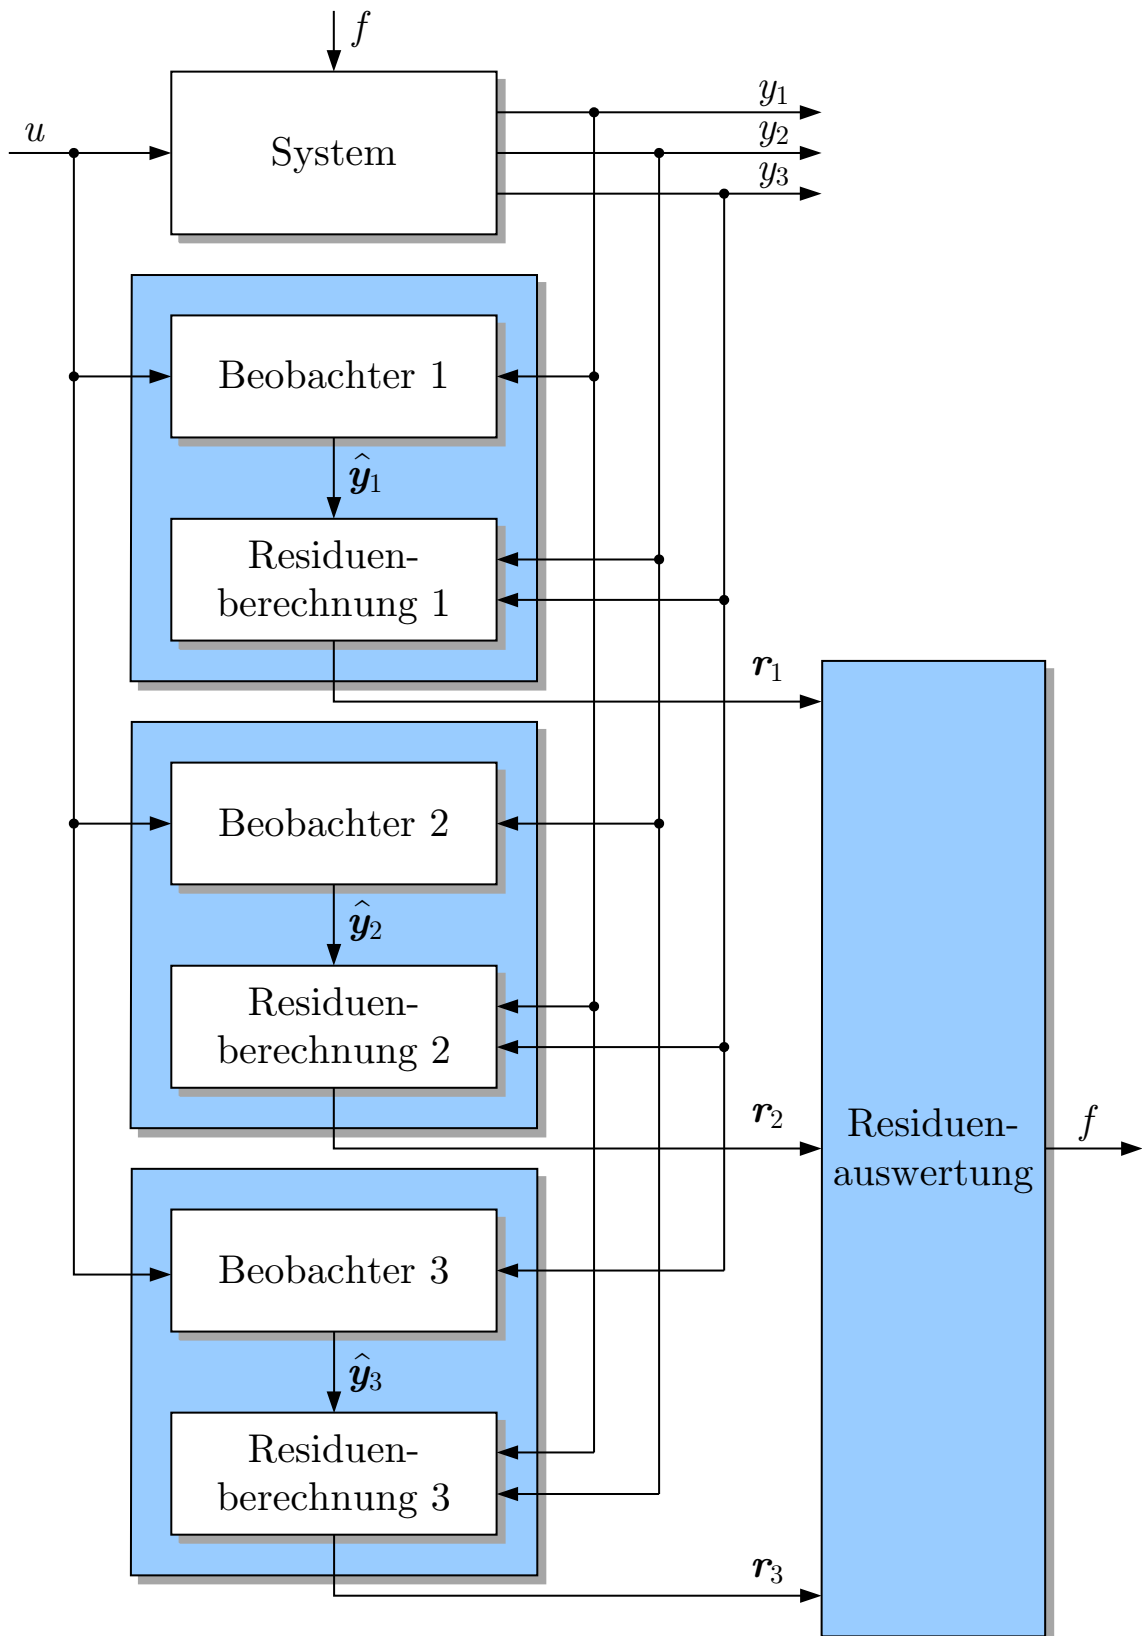 f
u
System
y₁
y₂
y₃
Beobachter 1
ŷ₁
Residuen-
berechnung 1
r₁
Beobachter 2
ŷ₂
Residuen-
berechnung 2
r₂
Residuen-
auswertung
f
Beobachter 3
ŷ₃
Residuen-
berechnung 3
r₃